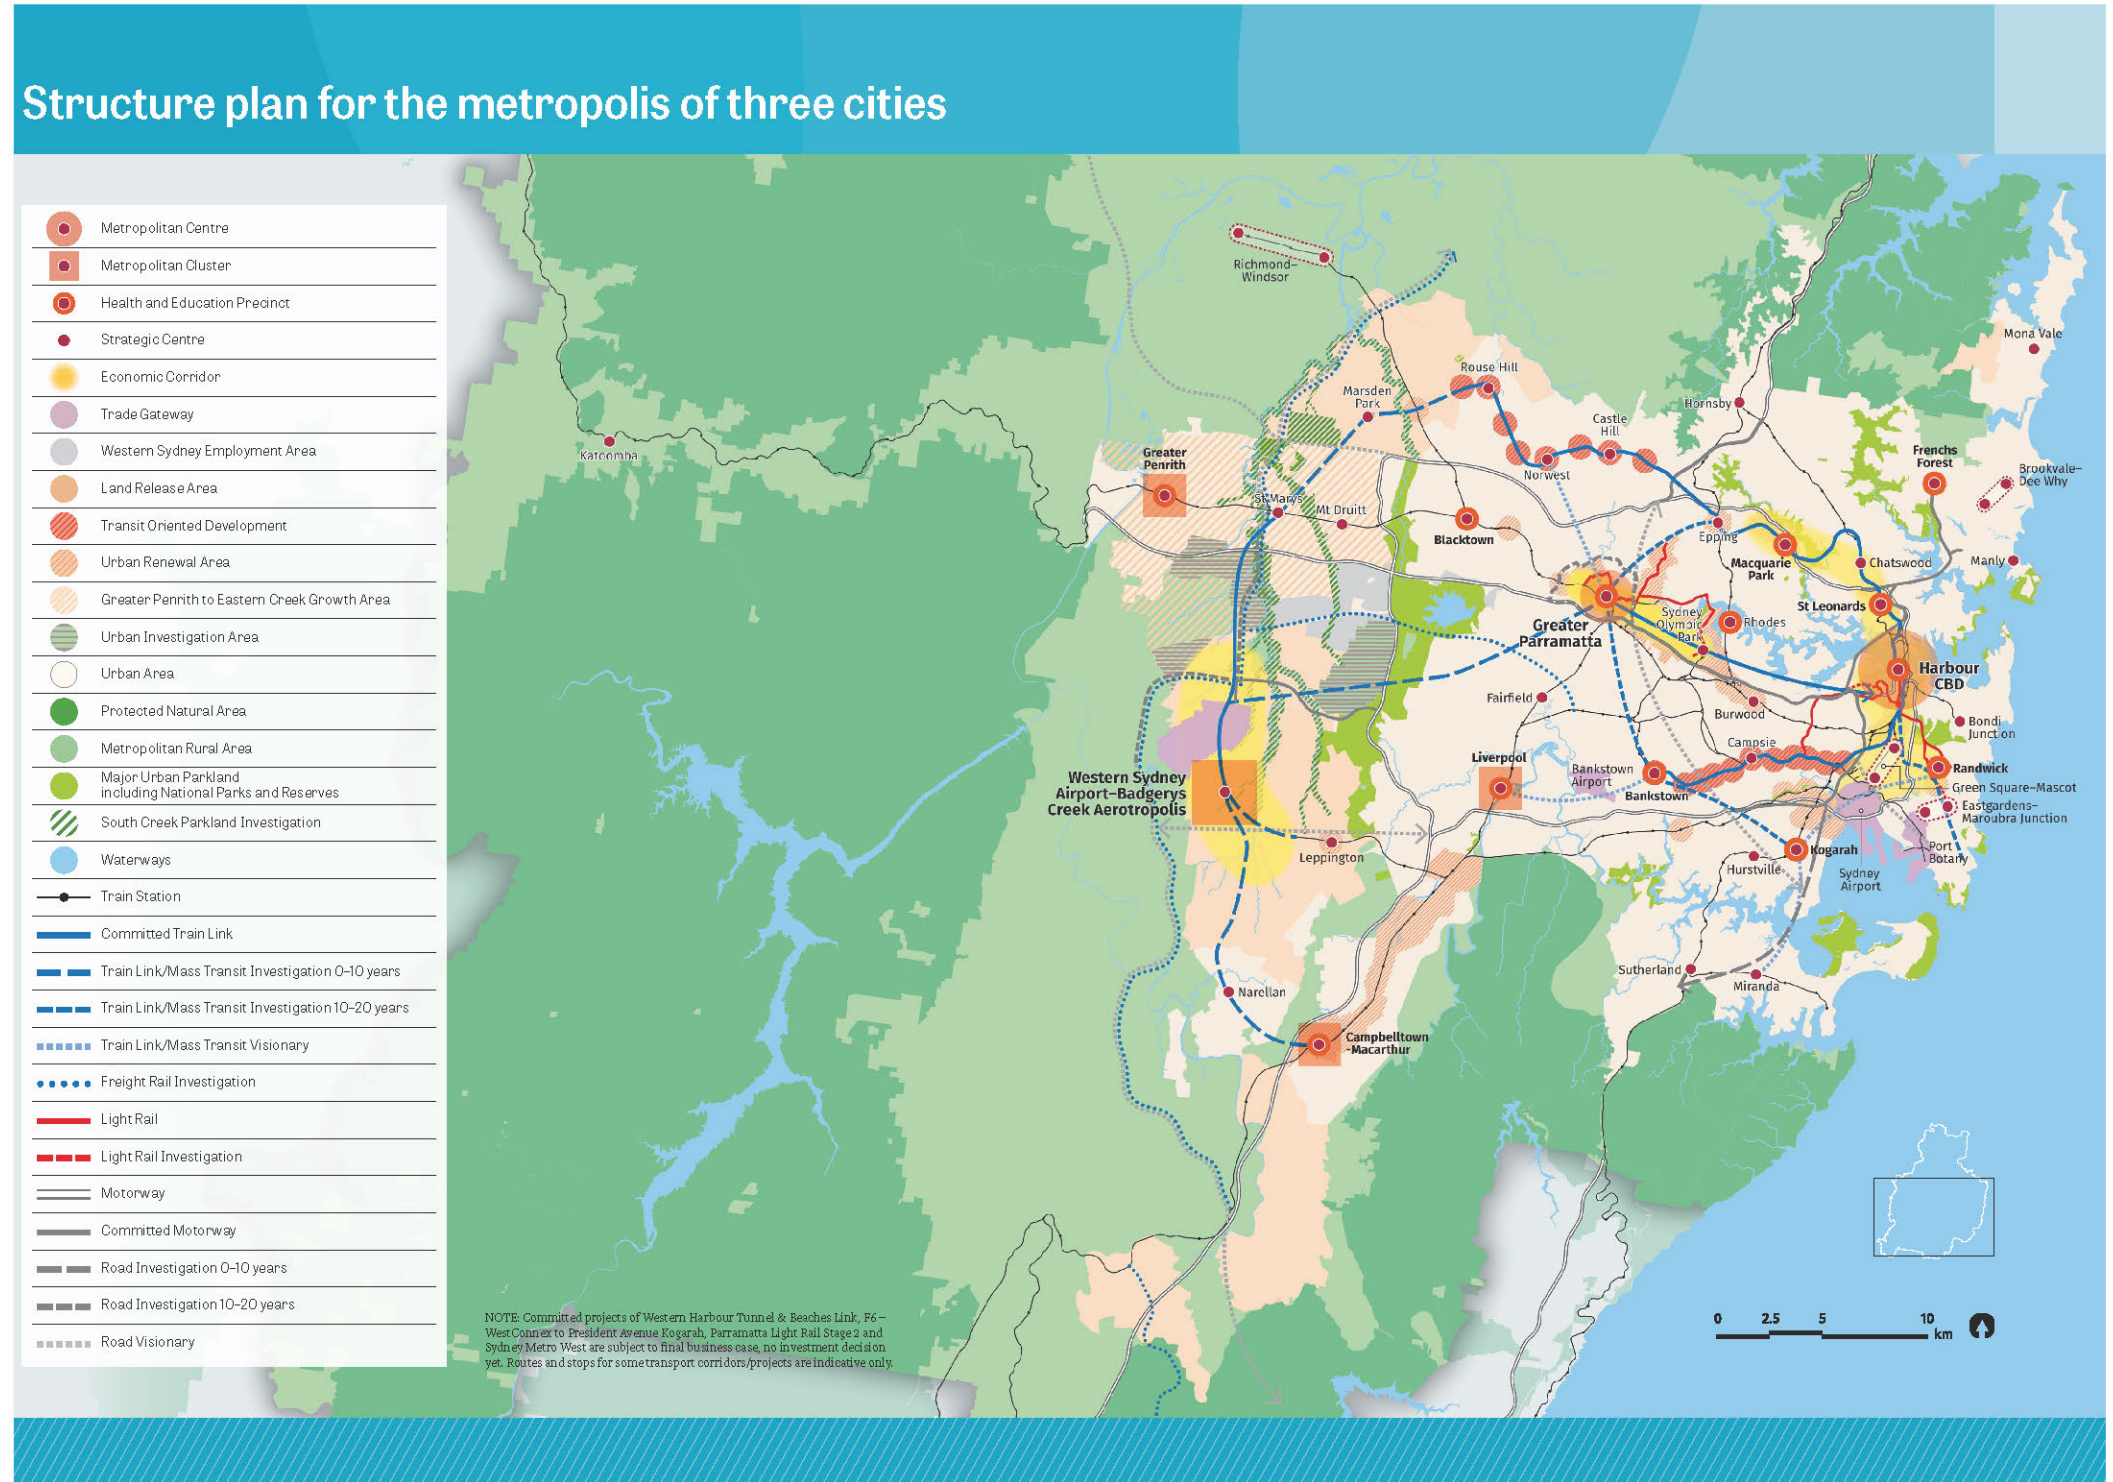 Structure plan for the metropolis of three cities
Metropolitan Centre
Metropolitan Cluster
Health and Education Precinct
Strategic Centre
Economic Corridor
Trade Gateway
Western Sydney Employment Area
Land Release Area
Transit Oriented Development
Urban Renewal Area
Greater Penrith to Eastern Creek Growth Area
Urban Investigation Area
Urban Area
Protected Natural Area
Metropolitan Rural Area
Major Urban Parkland
including National Parks and Reserves
South Creek Parkland Investigation
Waterways
Train Station
Committed Train Link
Train Link/Mass Transit Investigation 0–10 years
Train Link/Mass Transit Investigation 10–20 years
Train Link/Mass Transit Visionary
Freight Rail Investigation
Light Rail
Light Rail Investigation
Motorway
Committed Motorway
Road Investigation 0–10 years
Road Investigation 10–20 years
Road Visionary
Richmond–
Windsor
Mona Vale
Rouse Hill
Marsden
Park
Hornsby
Castle
Hill
Katoomba
Greater
Penrith
Frenchs
Forest
Brookvale–
Dee Why
Norwest
St Marys
Mt Druitt
Blacktown
Epping
Macquarie
Park
Chatswood
Manly
St Leonards
Sydney
Olympic
Park
Rhodes
Greater
Parramatta
Harbour
CBD
Fairfield
Burwood
Bondi
Junction
Campsie
Liverpool
Bankstown
Airport
Bankstown
Randwick
Green Square–Mascot
Eastgardens–
Maroubra Junction
Western Sydney
Airport–Badgerys
Creek Aerotropolis
Leppington
Kogarah
Port
Botany
Hurstville
Sydney
Airport
Sutherland
Miranda
Narellan
Campbelltown
-Macarthur
NOTE: Committed projects of Western Harbour Tunnel & Beaches Link, F6 –
WestConnex to President Avenue Kogarah, Parramatta Light Rail Stage 2 and
Sydney Metro West are subject to final business case, no investment decision
yet. Routes and stops for some transport corridors/projects are indicative only.
0 2.5 5 10
km